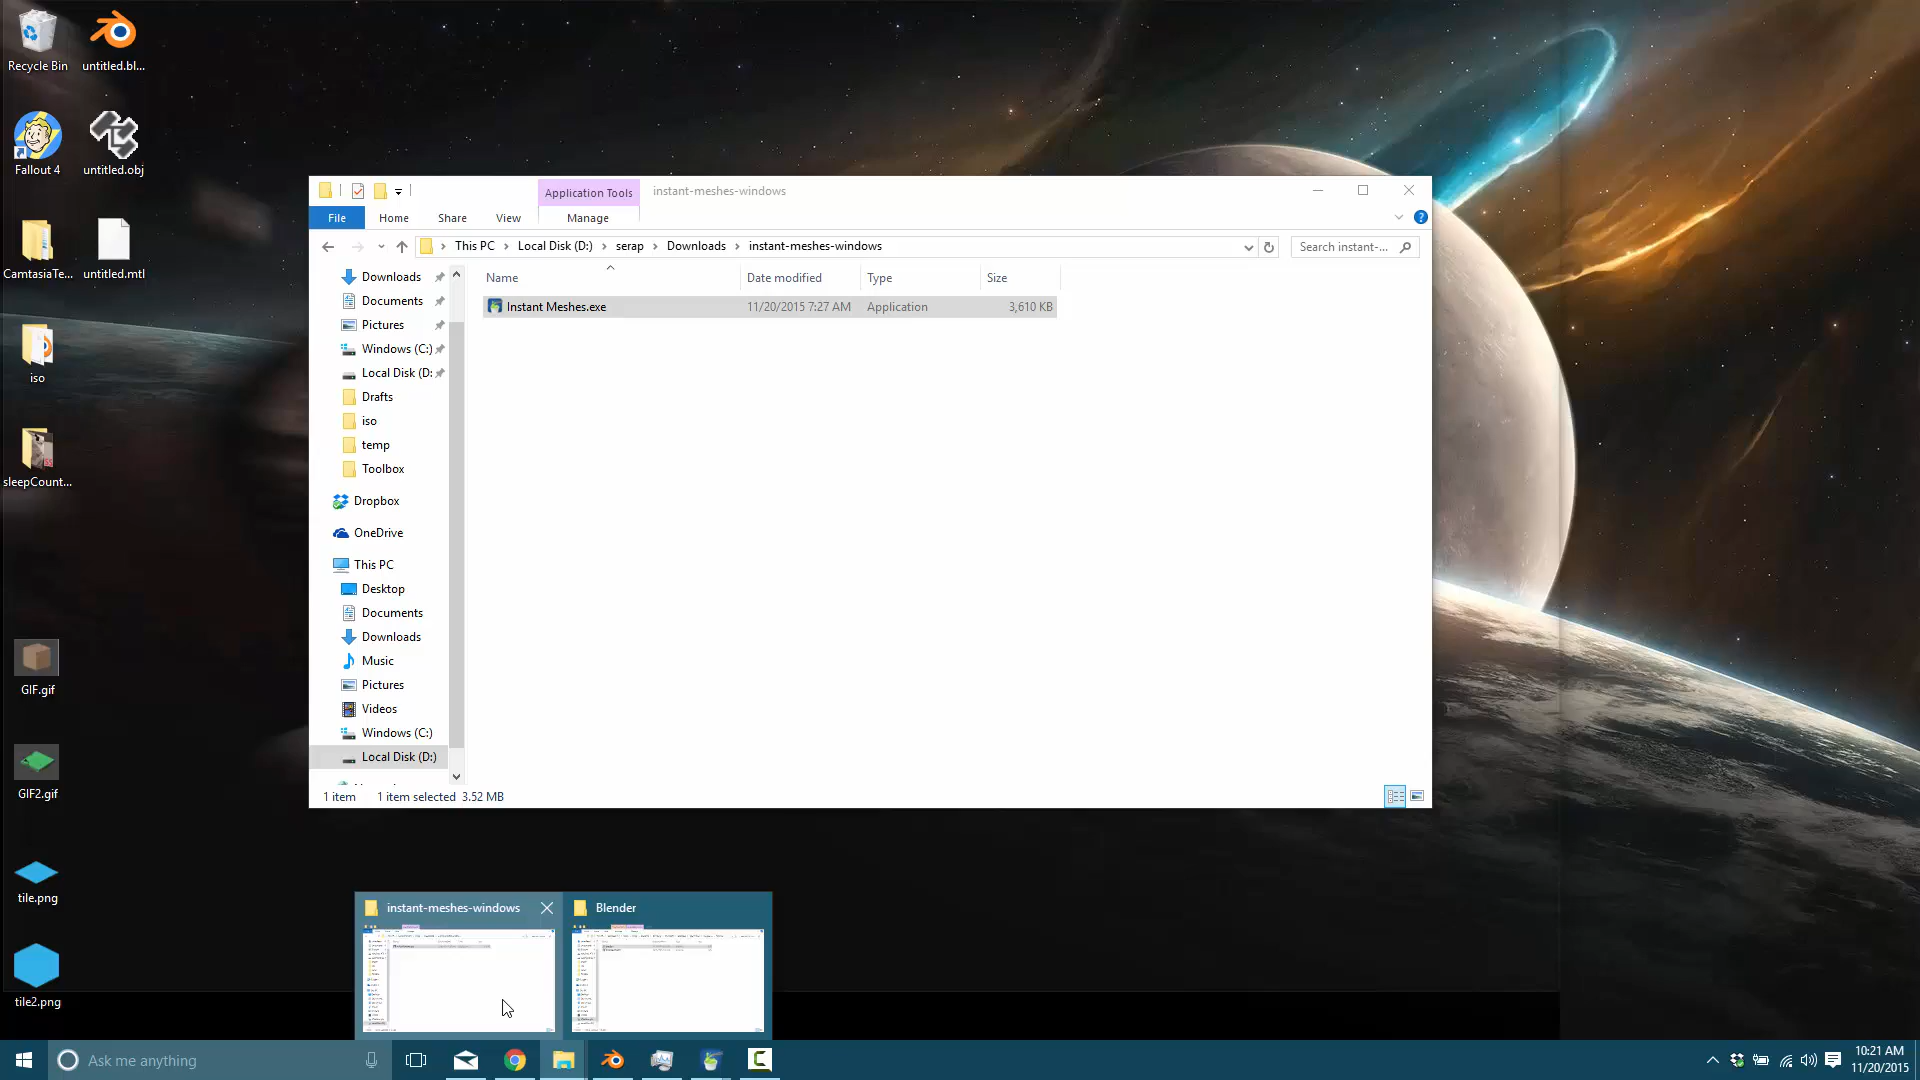 Recycle Bin
untitled.bl...
Fallout 4
untitled.obj
CamtasiaTe...
untitled.mtl
iso
sleepCount...
GIF.gif
GIF2.gif
tile.png
tile2.png
Application Tools
instant-meshes-windows
File
Home
Share
View
Manage
This PC
Local Disk (D:)
serap
Downloads
instant-meshes-windows
Search instant-...
Name
Date modified
Type
Size
Instant Meshes.exe
11/20/2015 7:27 AM
Application
3,610 KB
Downloads
Documents
Pictures
Windows (C:)
Local Disk (D:
Drafts
iso
temp
Toolbox
Dropbox
OneDrive
This PC
Desktop
Documents
Downloads
Music
Pictures
Videos
Windows (C:)
Local Disk (D:)
1 item
1 item selected 3.52 MB
instant-meshes-windows
Blender
Ask me anything
10:21 AM
11/20/2015